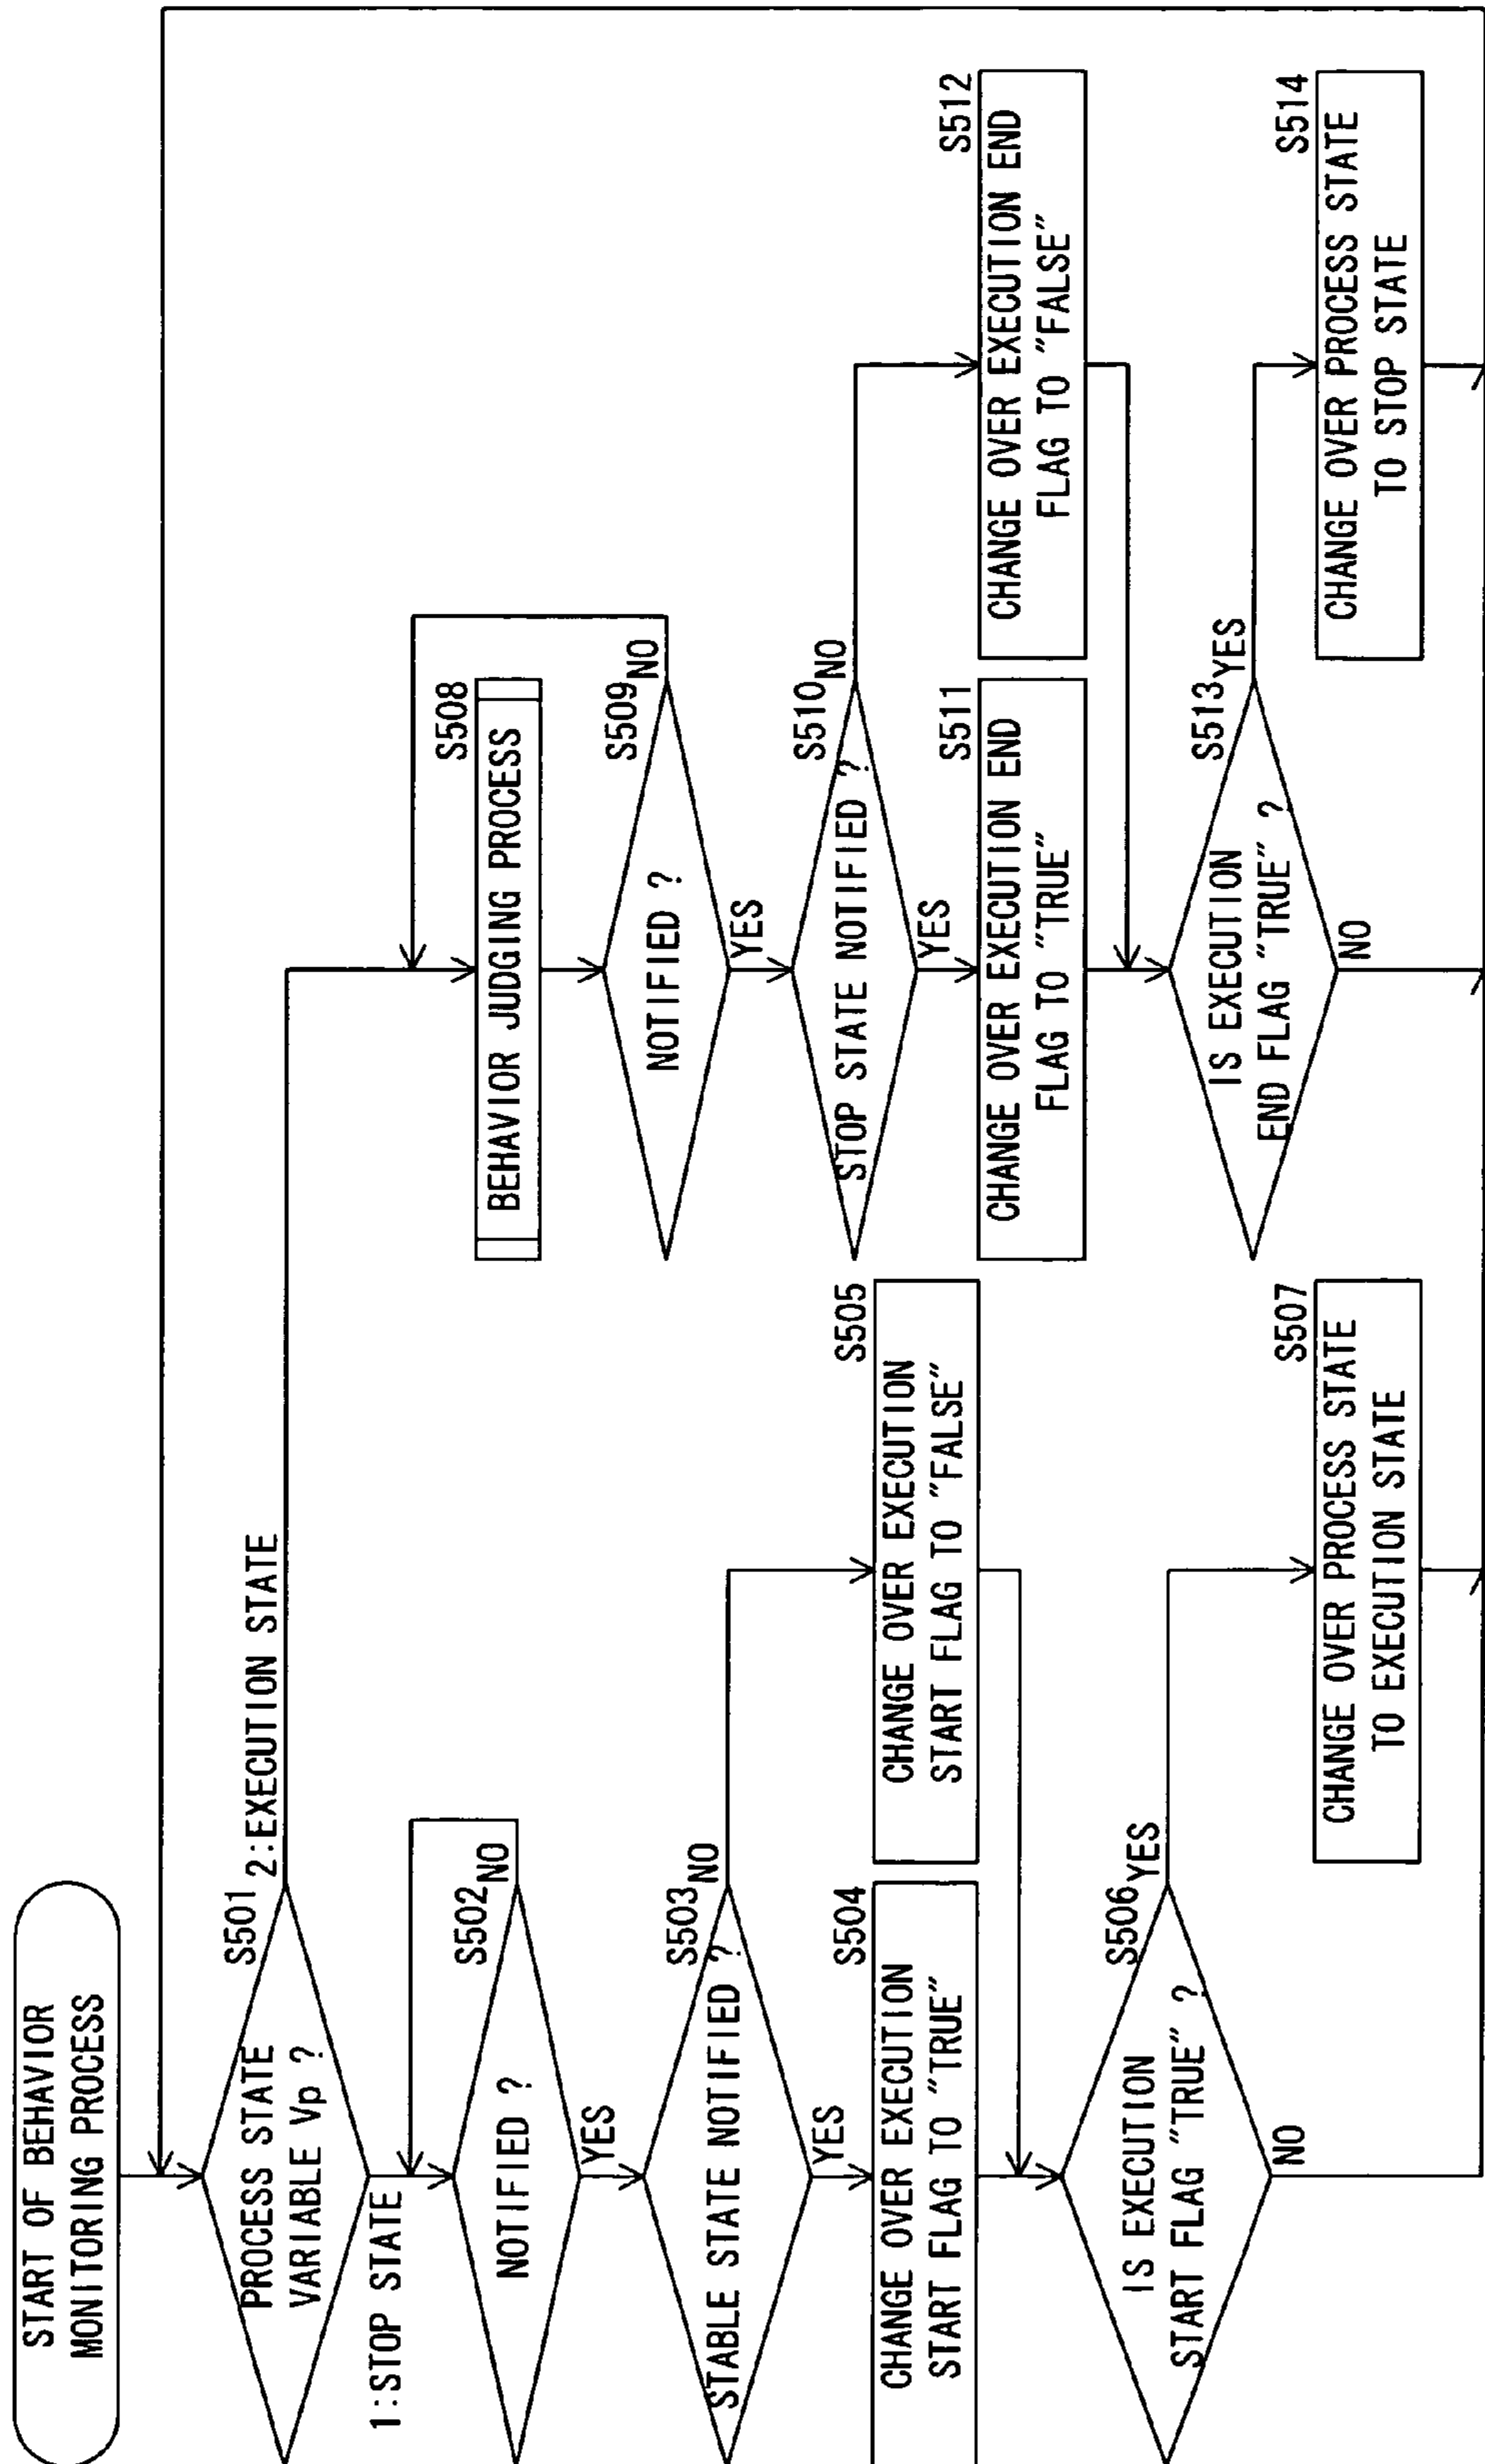 START OF BEHAVIOR
MONITORING PROCESS
S501
PROCESS STATE
VARIABLE Vp ?
2:EXECUTION STATE
1:STOP STATE
S502
NOTIFIED ?
NO
YES
S503
STABLE STATE NOTIFIED ?
NO
YES
S504
CHANGE OVER EXECUTION
START FLAG TO "TRUE"
S505
CHANGE OVER EXECUTION
START FLAG TO "FALSE"
S506
IS EXECUTION
START FLAG "TRUE" ?
YES
NO
S507
CHANGE OVER PROCESS STATE
TO EXECUTION STATE
S508
BEHAVIOR JUDGING PROCESS
S509
NOTIFIED ?
NO
YES
S510
STOP STATE NOTIFIED ?
NO
YES
S511
CHANGE OVER EXECUTION END
FLAG TO "TRUE"
S512
CHANGE OVER EXECUTION END
FLAG TO "FALSE"
S513
IS EXECUTION
END FLAG "TRUE" ?
YES
NO
S514
CHANGE OVER PROCESS STATE
TO STOP STATE